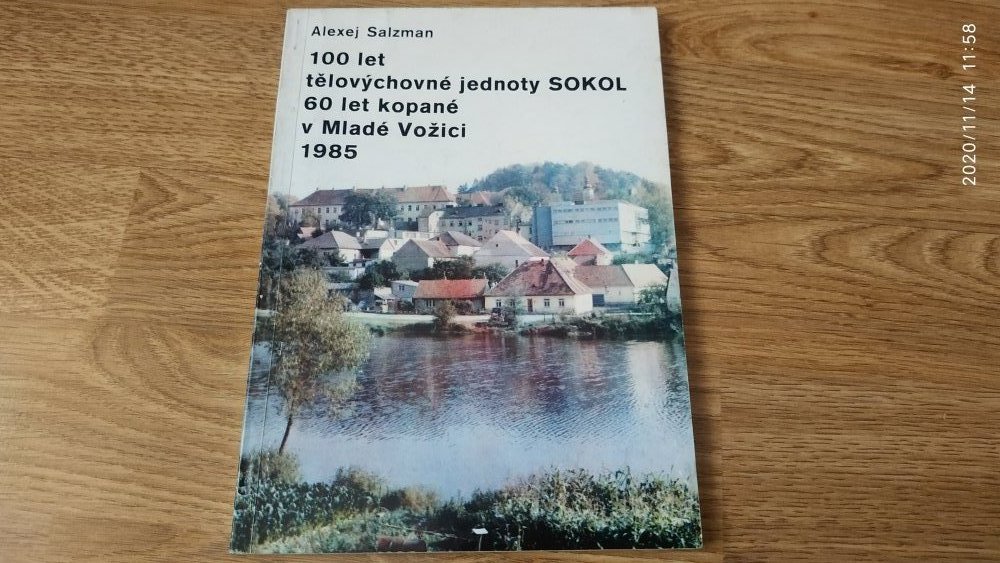 Alexej Salzman
100 let
tělovýchovné jednoty SOKOL
60 let kopané
v Mladé Vožici
1985
2020/11/14 11:58